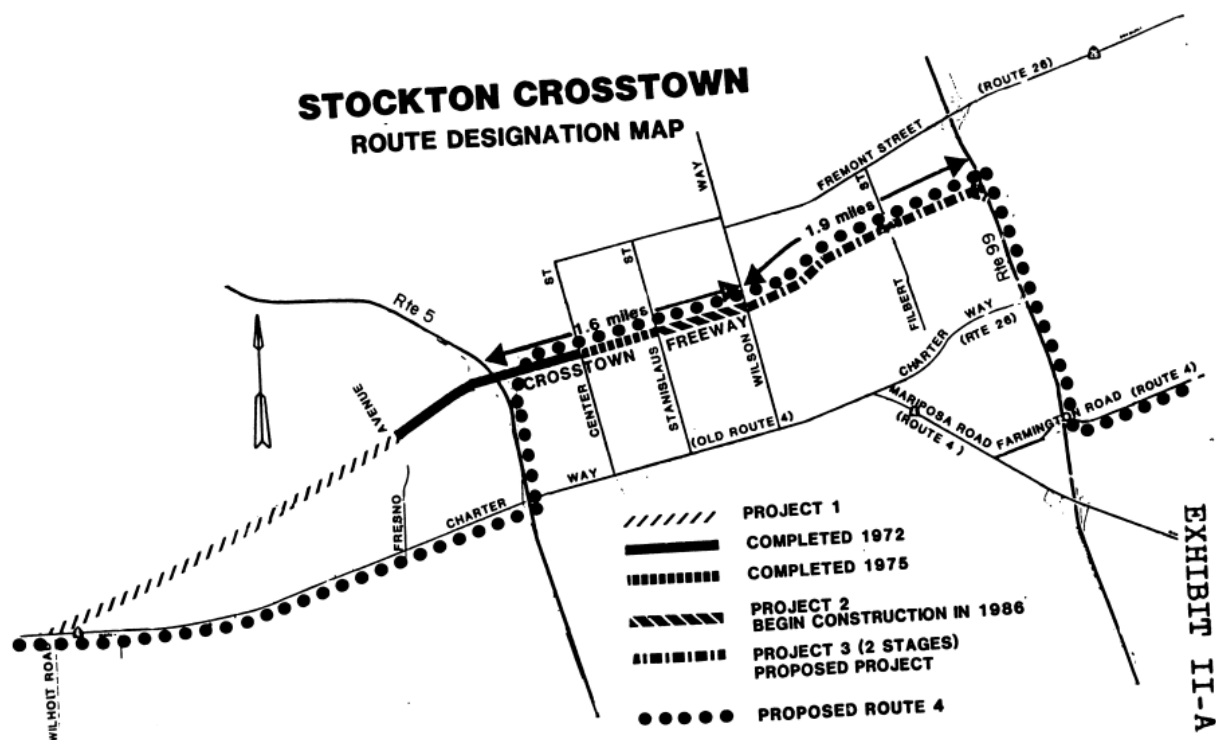 STOCKTON CROSSTOWN
ROUTE DESIGNATION MAP
(ROUTE 26)
FREMONT STREET
WAY
ST
ST
ST
1.9 miles
Rte 99
Rte 5
1.6 miles
FREEWAY
CROSSTOWN
FILBERT
WAY
(RTE 26)
CHARTER
AVENUE
CENTER
STANISLAUS
WILSON
(OLD ROUTE 4)
MARIPOSA ROAD
(ROUTE 4)
FARMINGTON ROAD (ROUTE 4)
WAY
CHARTER
FRESNO
WILHOIT ROAD
PROJECT 1
COMPLETED 1972
COMPLETED 1975
PROJECT 2
BEGIN CONSTRUCTION IN 1986
PROJECT 3 (2 STAGES)
PROPOSED PROJECT
PROPOSED ROUTE 4
EXHIBIT II-A